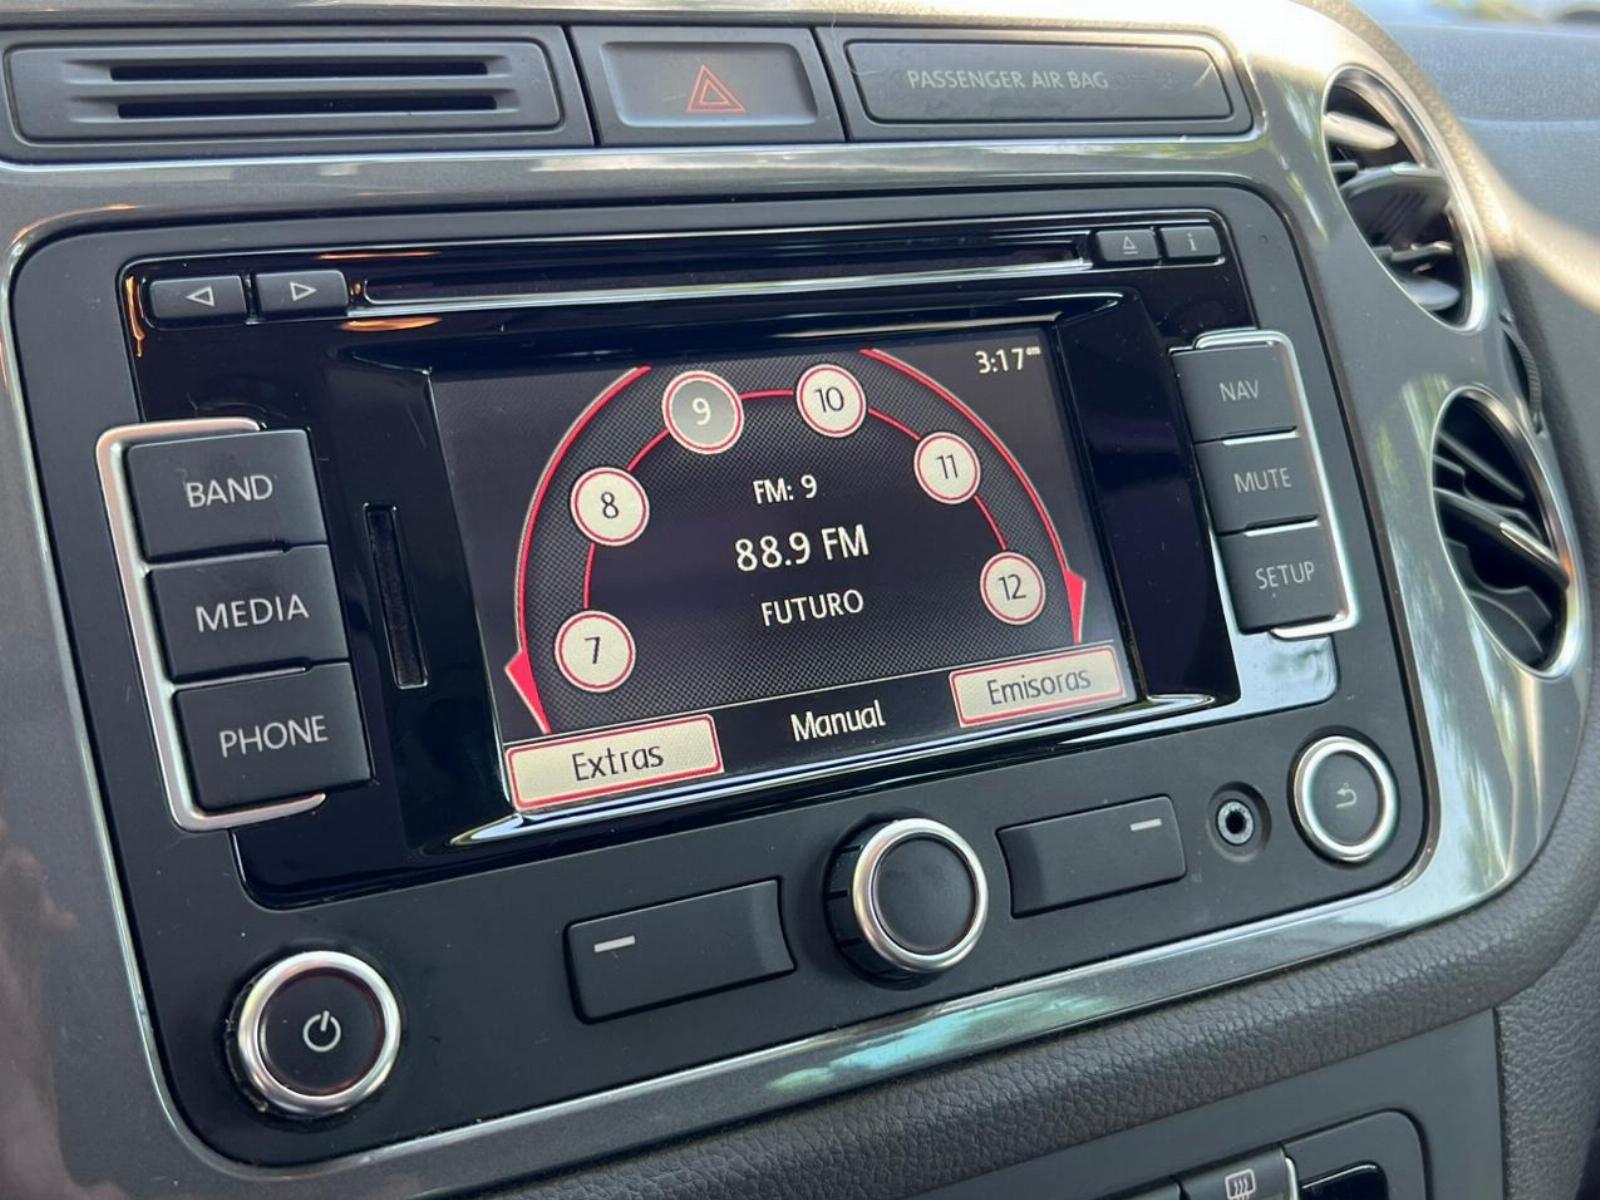 PASSENGER AIR BAG
3:17am
NAV
MUTE
SETUP
BAND
MEDIA
PHONE
9
10
8
11
FM: 9
88.9 FM
12
FUTURO
7
Extras
Manual
Emisoras
i